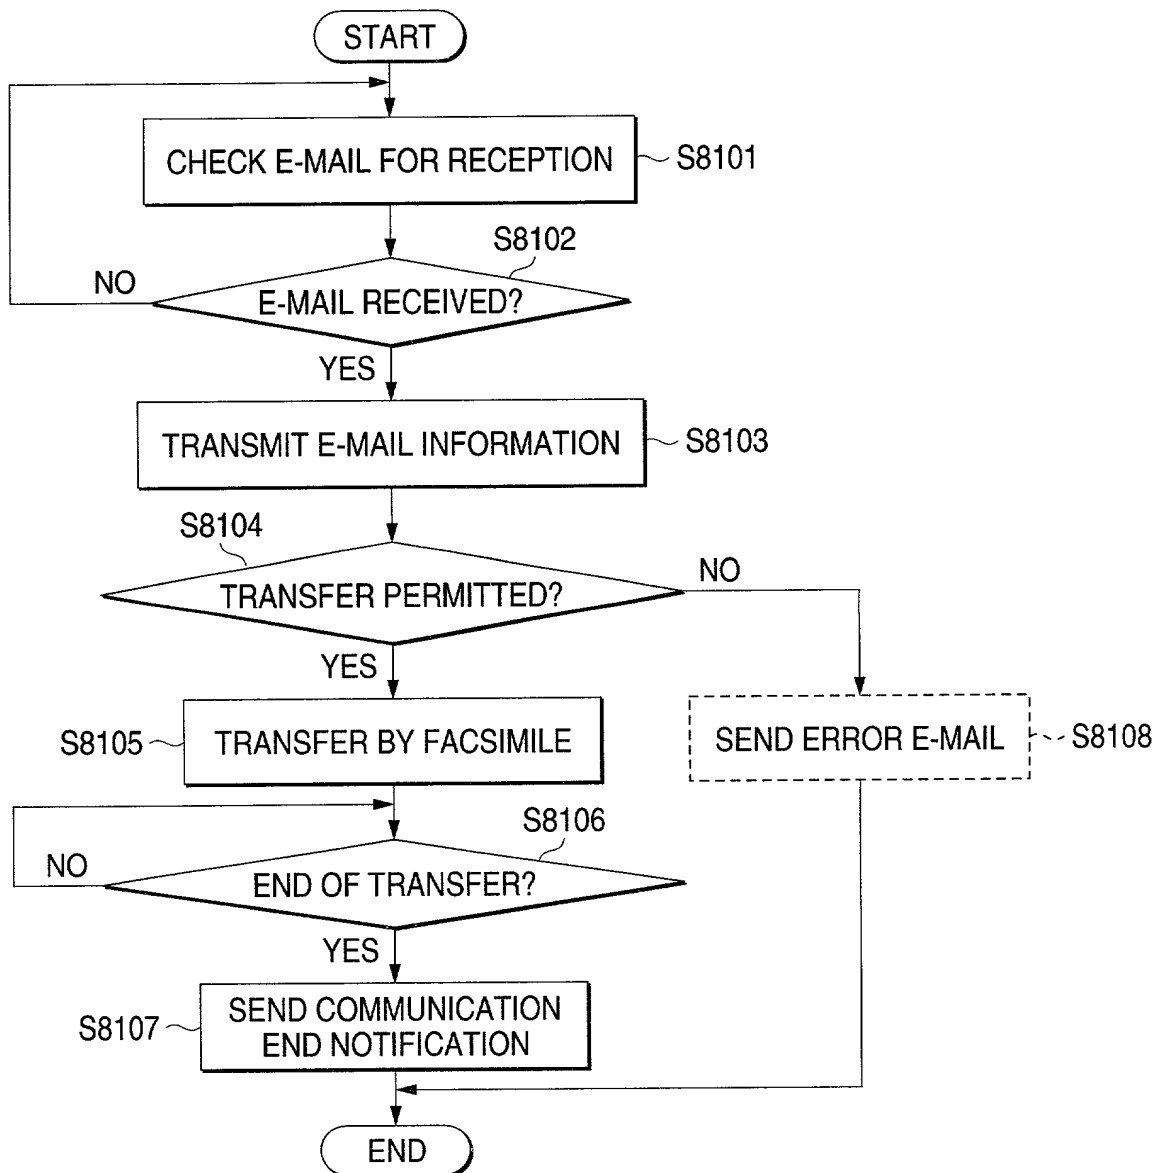 START
CHECK E-MAIL FOR RECEPTION
S8101
S8102
NO
E-MAIL RECEIVED?
YES
TRANSMIT E-MAIL INFORMATION
S8103
S8104
TRANSFER PERMITTED?
NO
YES
S8105
TRANSFER BY FACSIMILE
SEND ERROR E-MAIL
S8108
S8106
NO
END OF TRANSFER?
YES
S8107
SEND COMMUNICATION
END NOTIFICATION
END